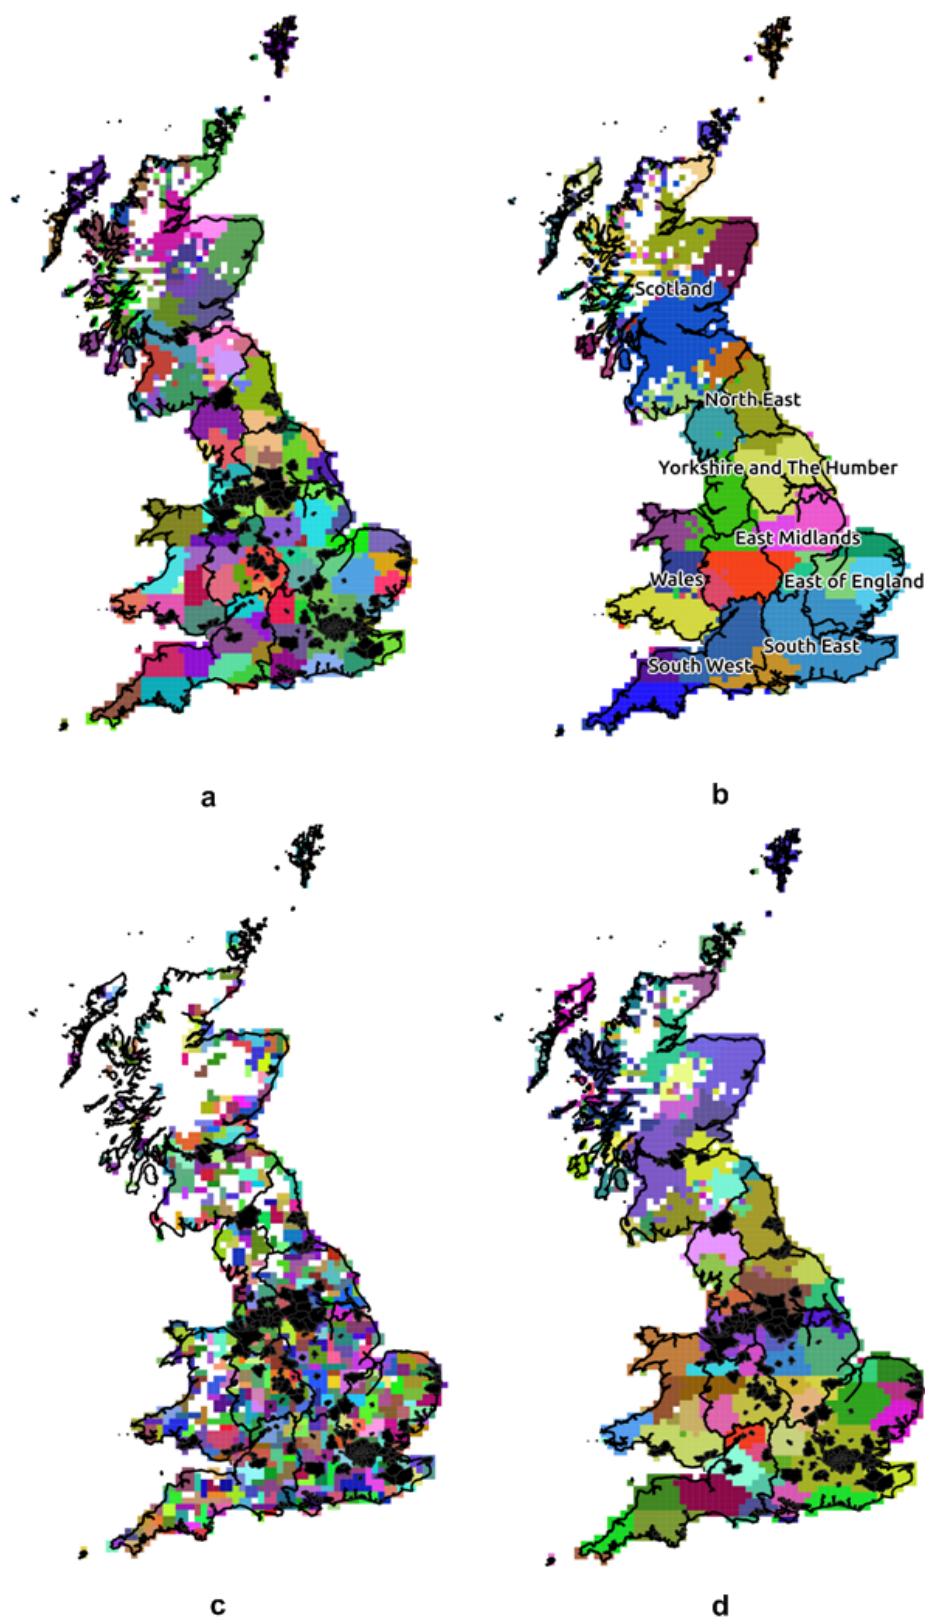 Scotland
North East
Yorkshire and The Humber
East Midlands
Wales
East of England
South East
South West
a
b
c
d